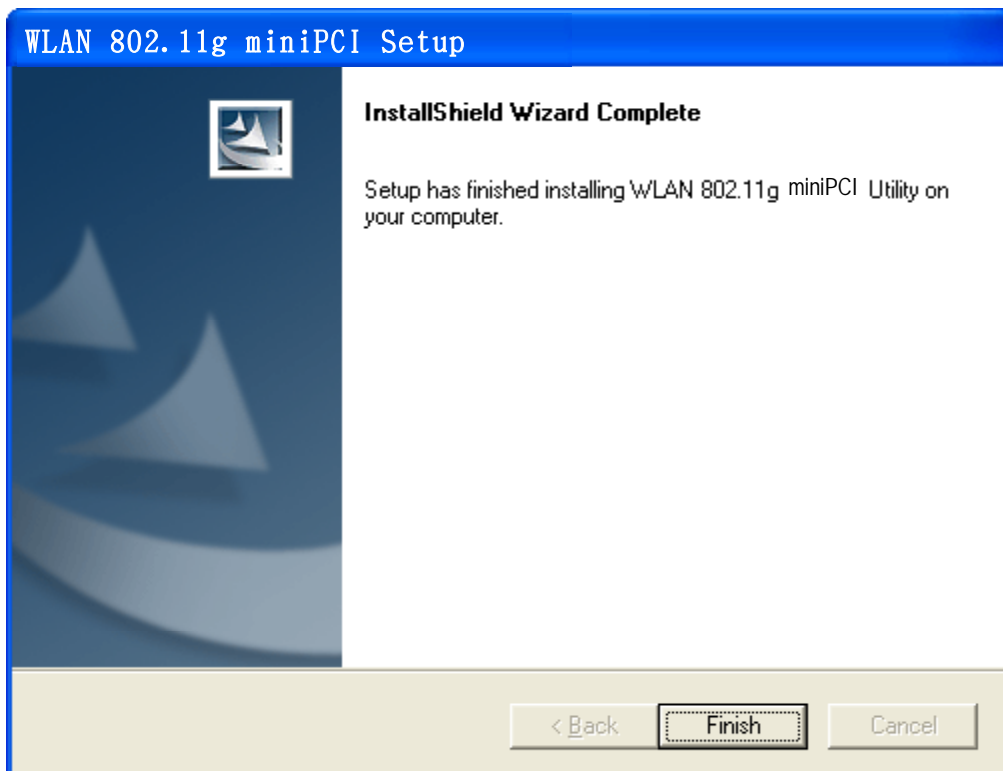 WLAN 802.11g miniPCI Setup
InstallShield Wizard Complete
Setup has finished installing WLAN 802.11g miniPCI Utility on
your computer.
< Back
Finish
Cancel